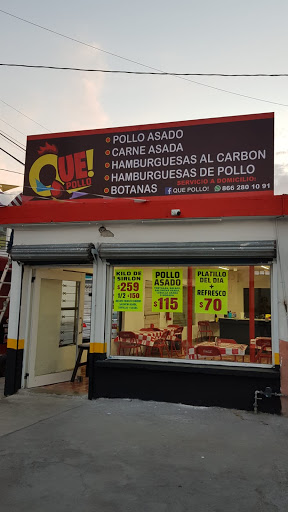 QUE!
POLLO
• POLLO ASADO
• CARNE ASADA
• HAMBURGUESAS AL CARBON
• HAMBURGUESAS DE POLLO
• BOTANAS
SERVICIO A DOMICILIO:
QUE POLLO! 866 280 10 91
KILO DE
SIRLON
$259
1/2 $150
POLLO
ASADO
$115
PLATILLO
DEL DIA
+
REFRESCO
$70